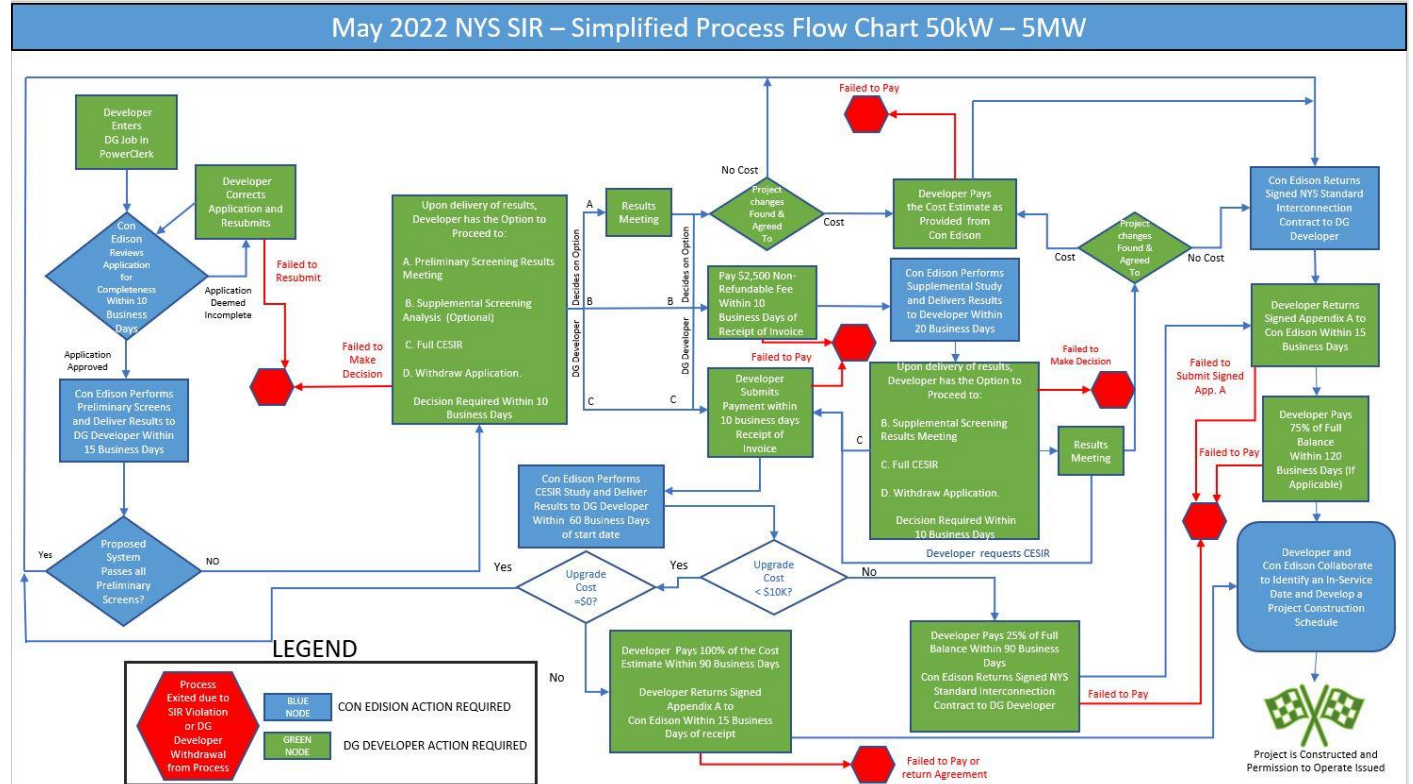 May 2022 NYS SIR – Simplified Process Flow Chart 50kW – 5MW
Developer
Enters
DG Job in
PowerClerk
Developer
Corrects
Application and
Resubmits
Con
Edison
Reviews
Application
for
Completeness
Within 10
Business
Days
Failed to
Resubmit
Application
Deemed
Incomplete
Application
Approved
Con Edison Performs
Preliminary Screens
and Deliver Results to
DG Developer Within
15 Business Days
Proposed
System
Passes all
Preliminary
Screens?
Yes
NO
Failed to
Make
Decision
Upon delivery of results,
Developer has the Option to
Proceed to:
A. Preliminary Screening Results
Meeting
B. Supplemental Screening
Analysis (Optional)
C. Full CESIR
D. Withdraw Application.
Decision Required Within 10
Business Days
DG Developer
Decides on Option
A
B
C
Results
Meeting
DG Developer
Decides on Option
B
C
No Cost
Project
changes
Found &
Agreed
To
Cost
Failed to Pay
Developer Pays
the Cost Estimate as
Provided from
Con Edison
Pay $2,500 Non-
Refundable Fee
Within 10
Business Days of
Receipt of Invoice
Failed to Pay
Con Edison Performs
Supplemental Study
and Delivers Results
to Developer Within
20 Business Days
Developer
Submits
Payment within
10 business days
Receipt of
Invoice
C
Upon delivery of results,
Developer has the Option to
Proceed to:
B. Supplemental Screening
Results Meeting
C. Full CESIR
D. Withdraw Application.
Decision Required Within
10 Business Days
Failed to
Make Decision
Results
Meeting
Developer requests CESIR
Project
changes
Found &
Agreed
To
Cost
No Cost
Con Edison Returns
Signed NYS Standard
Interconnection
Contract to DG
Developer
Developer Returns
Signed Appendix A to
Con Edison Within 15
Business Days
Failed to
Submit Signed
App. A
Failed to Pay
Developer Pays
75% of Full
Balance
Within 120
Business Days (If
Applicable)
Developer and
Con Edison Collaborate
to Identify an In-Service
Date and Develop a
Project Construction
Schedule
Project is Constructed and
Permission to Operate Issued
Con Edison Performs
CESIR Study and Deliver
Results to DG Developer
Within 60 Business Days
of start date
Upgrade
Cost
< $10K?
Yes
No
Upgrade
Cost
=$0?
Yes
No
Developer Pays 100% of the Cost
Estimate Within 90 Business Days
Developer Returns Signed
Appendix A to
Con Edison Within 15 Business
Days of receipt
Failed to Pay or
return Agreement
Developer Pays 25% of Full
Balance Within 90 Business
Days
Con Edison Returns Signed NYS
Standard Interconnection
Contract to DG Developer
Failed to Pay
LEGEND
Process
Exited due to
SIR Violation
or DG
Developer
Withdrawal
from Process
BLUE
NODE
CON EDISION ACTION REQUIRED
GREEN
NODE
DG DEVELOPER ACTION REQUIRED